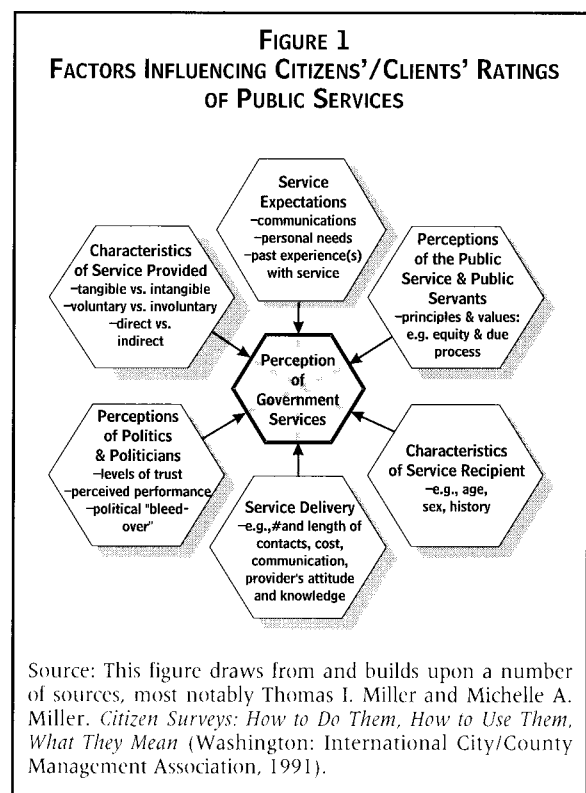 FIGURE 1
FACTORS INFLUENCING CITIZENS'/CLIENTS' RATINGS
OF PUBLIC SERVICES
Service
Expectations
–communications
–personal needs
–past experience(s)
with service
Characteristics
of Service Provided
–tangible vs. intangible
–voluntary vs. involuntary
–direct vs.
indirect
Perceptions
of the Public
Service & Public
Servants
–principles & values:
e.g. equity & due
process
Perception
of
Government
Services
Perceptions
of Politics
& Politicians
–levels of trust
–perceived performance
–political "bleed-
over"
Characteristics
of Service Recipient
–e.g., age,
sex, history
Service Delivery
–e.g.,#and length of
contacts, cost,
communication,
provider's attitude
and knowledge
Source: This figure draws from and builds upon a number
of sources, most notably Thomas I. Miller and Michelle A.
Miller. Citizen Surveys: How to Do Them, How to Use Them,
What They Mean (Washington: International City/County
Management Association, 1991).